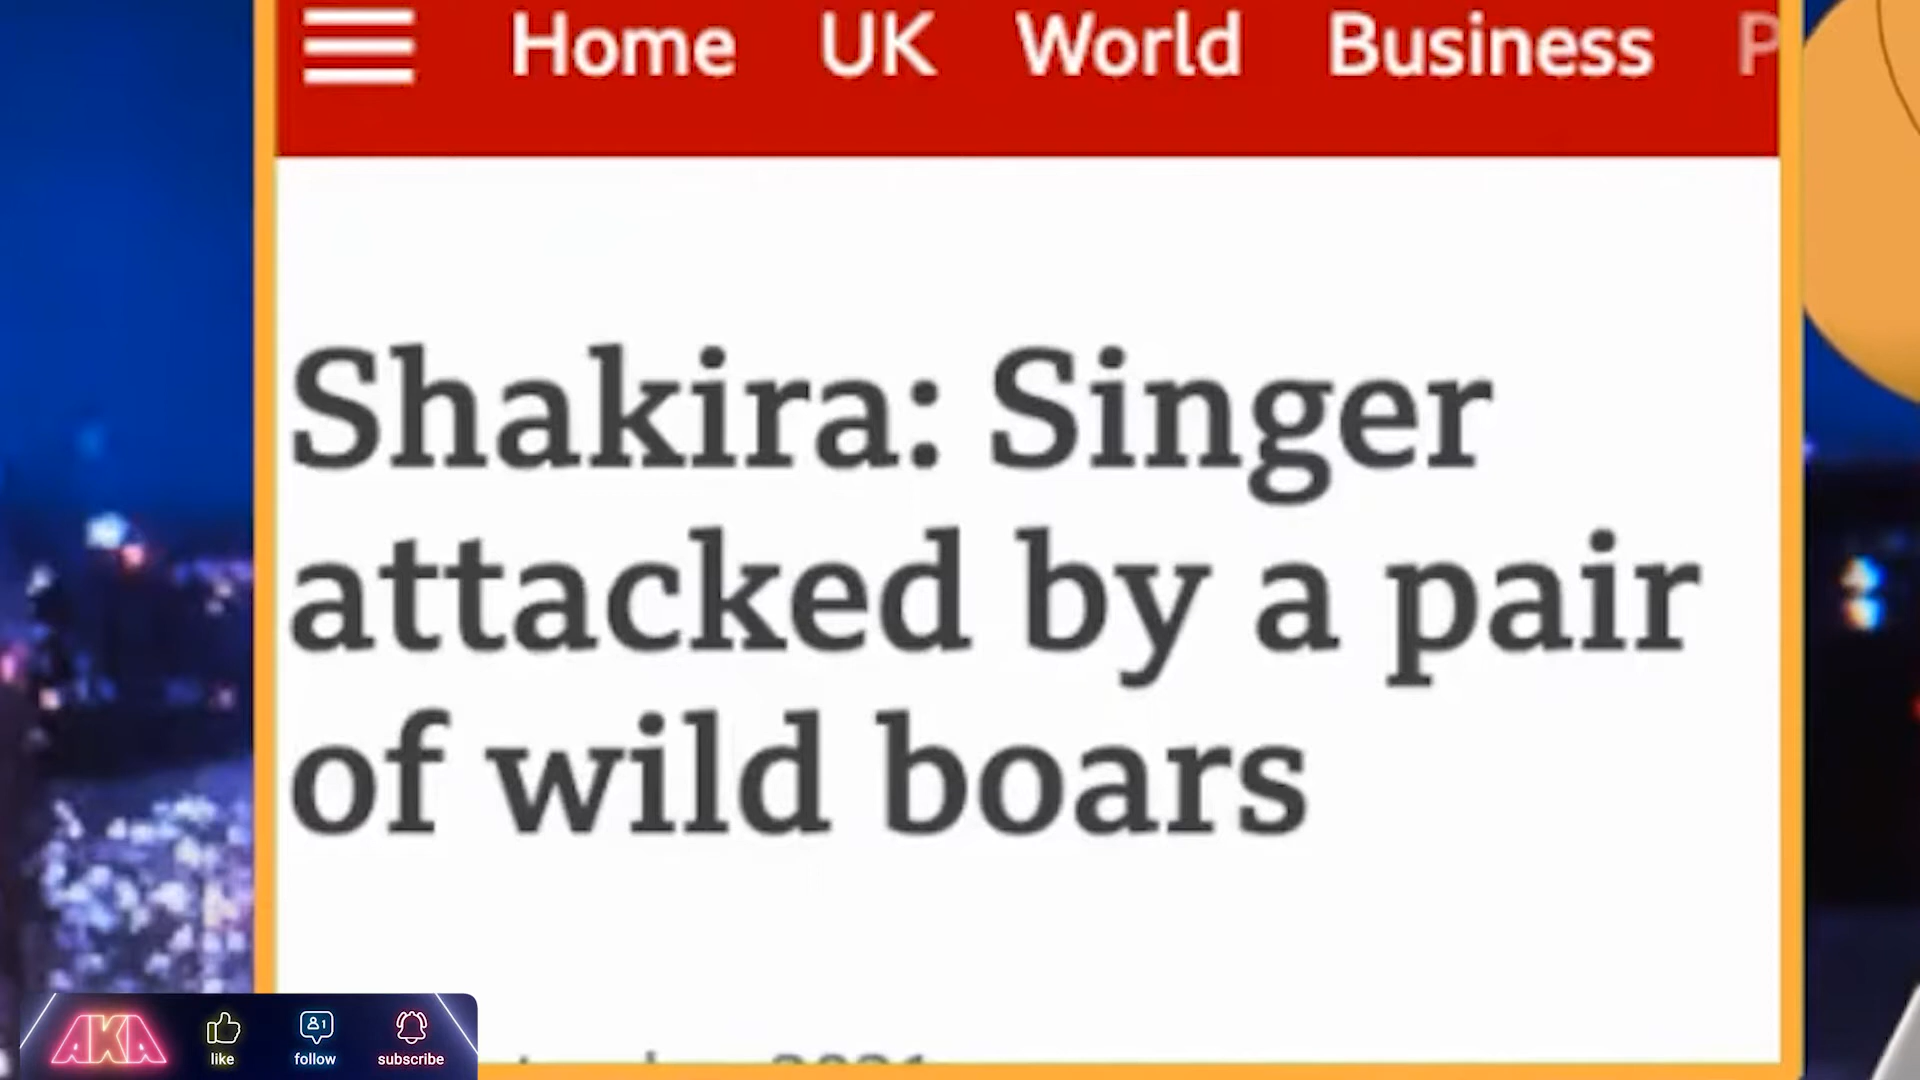 Home UK World Business
Shakira: Singer
attacked by a pair
of wild boars
AKA
like follow subscribe